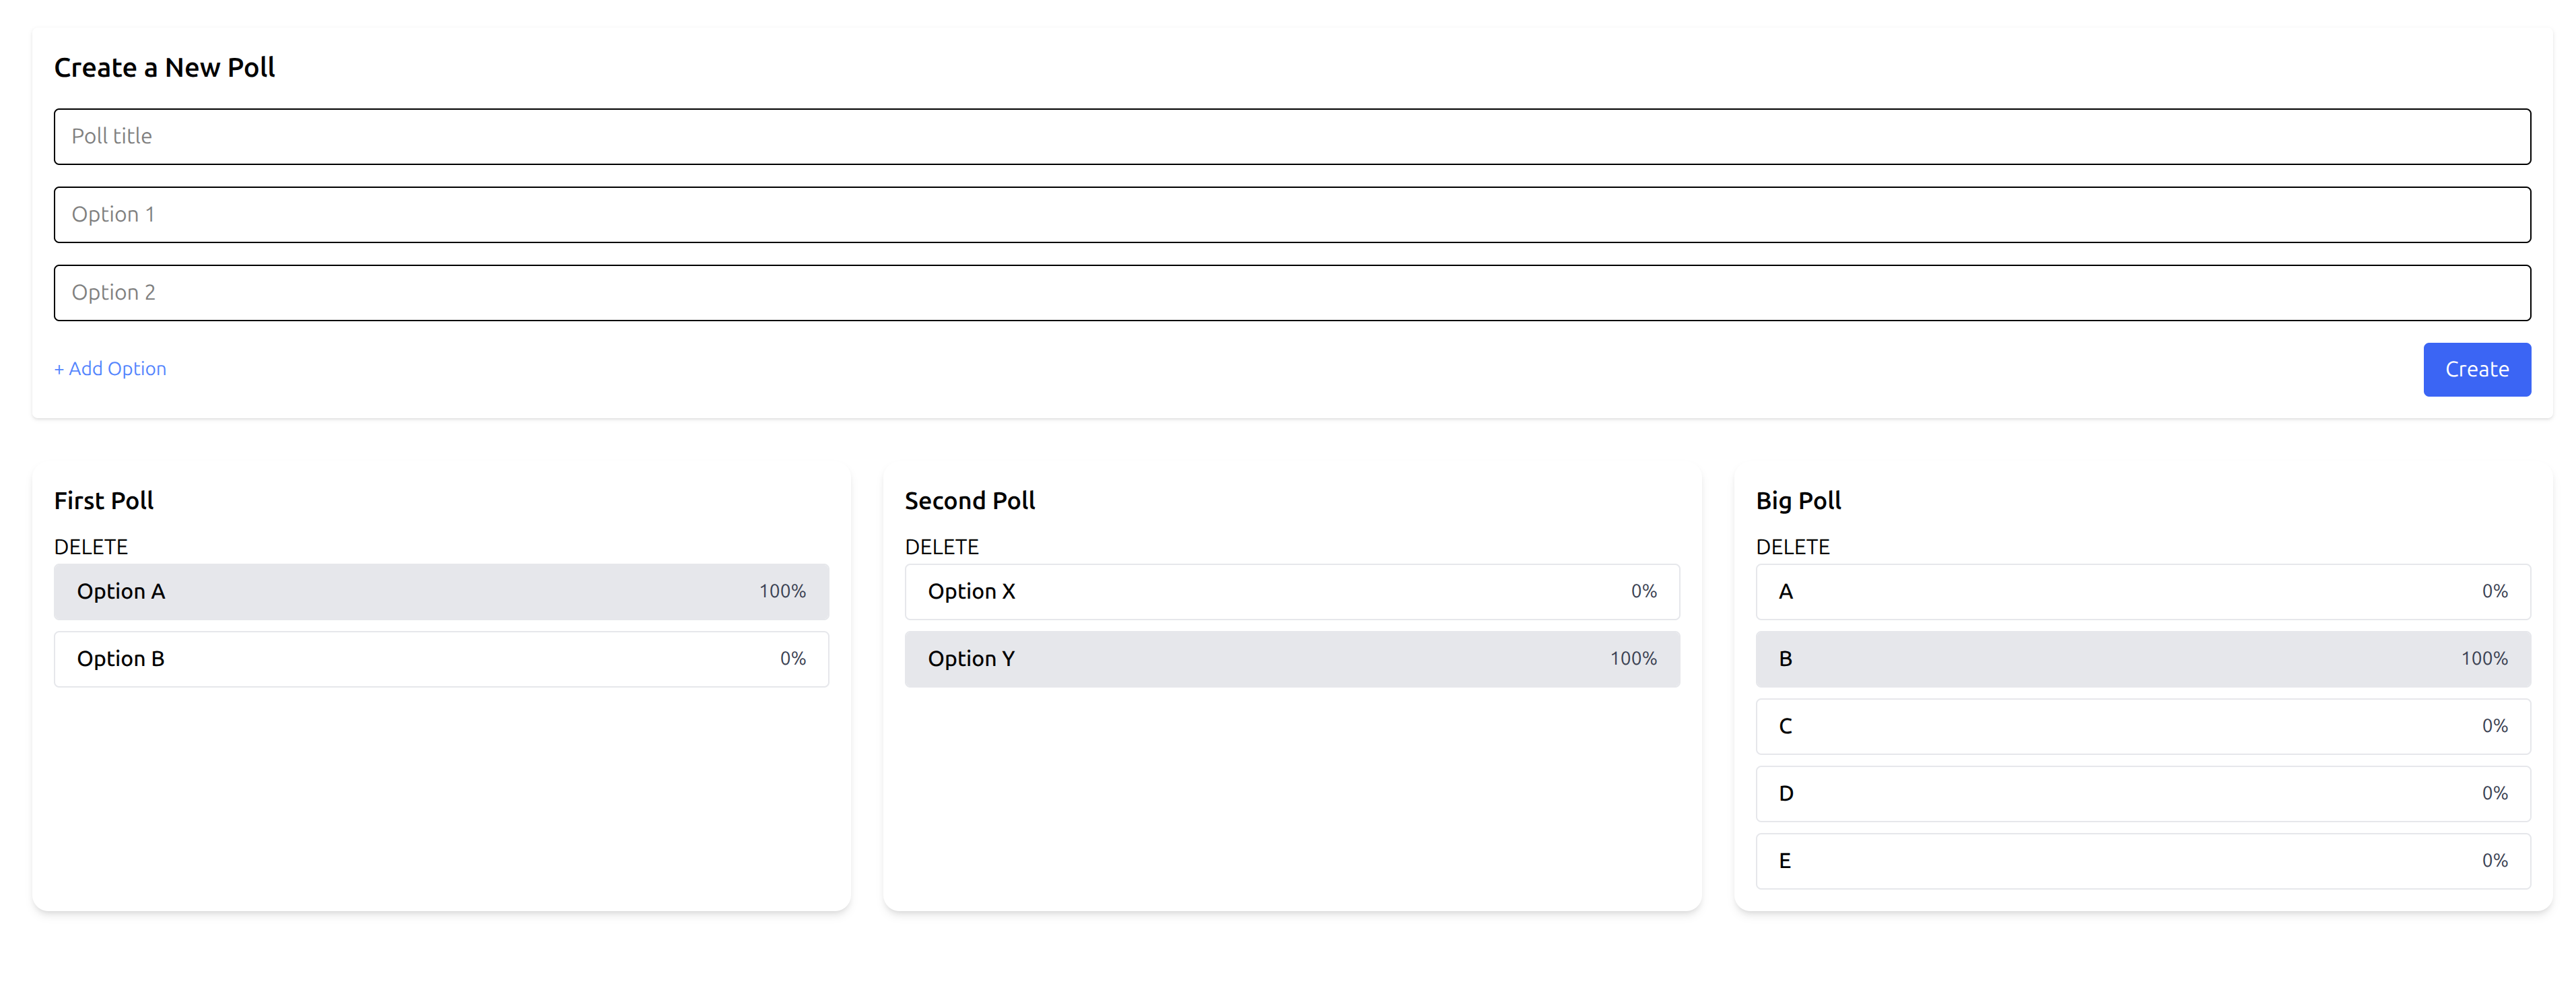 Create a New Poll
Poll title
Option 1
Option 2
+ Add Option
Create
First Poll
DELETE
Option A 100%
Option B 0%
Second Poll
DELETE
Option X 0%
Option Y 100%
Big Poll
DELETE
A 0%
B 100%
C 0%
D 0%
E 0%